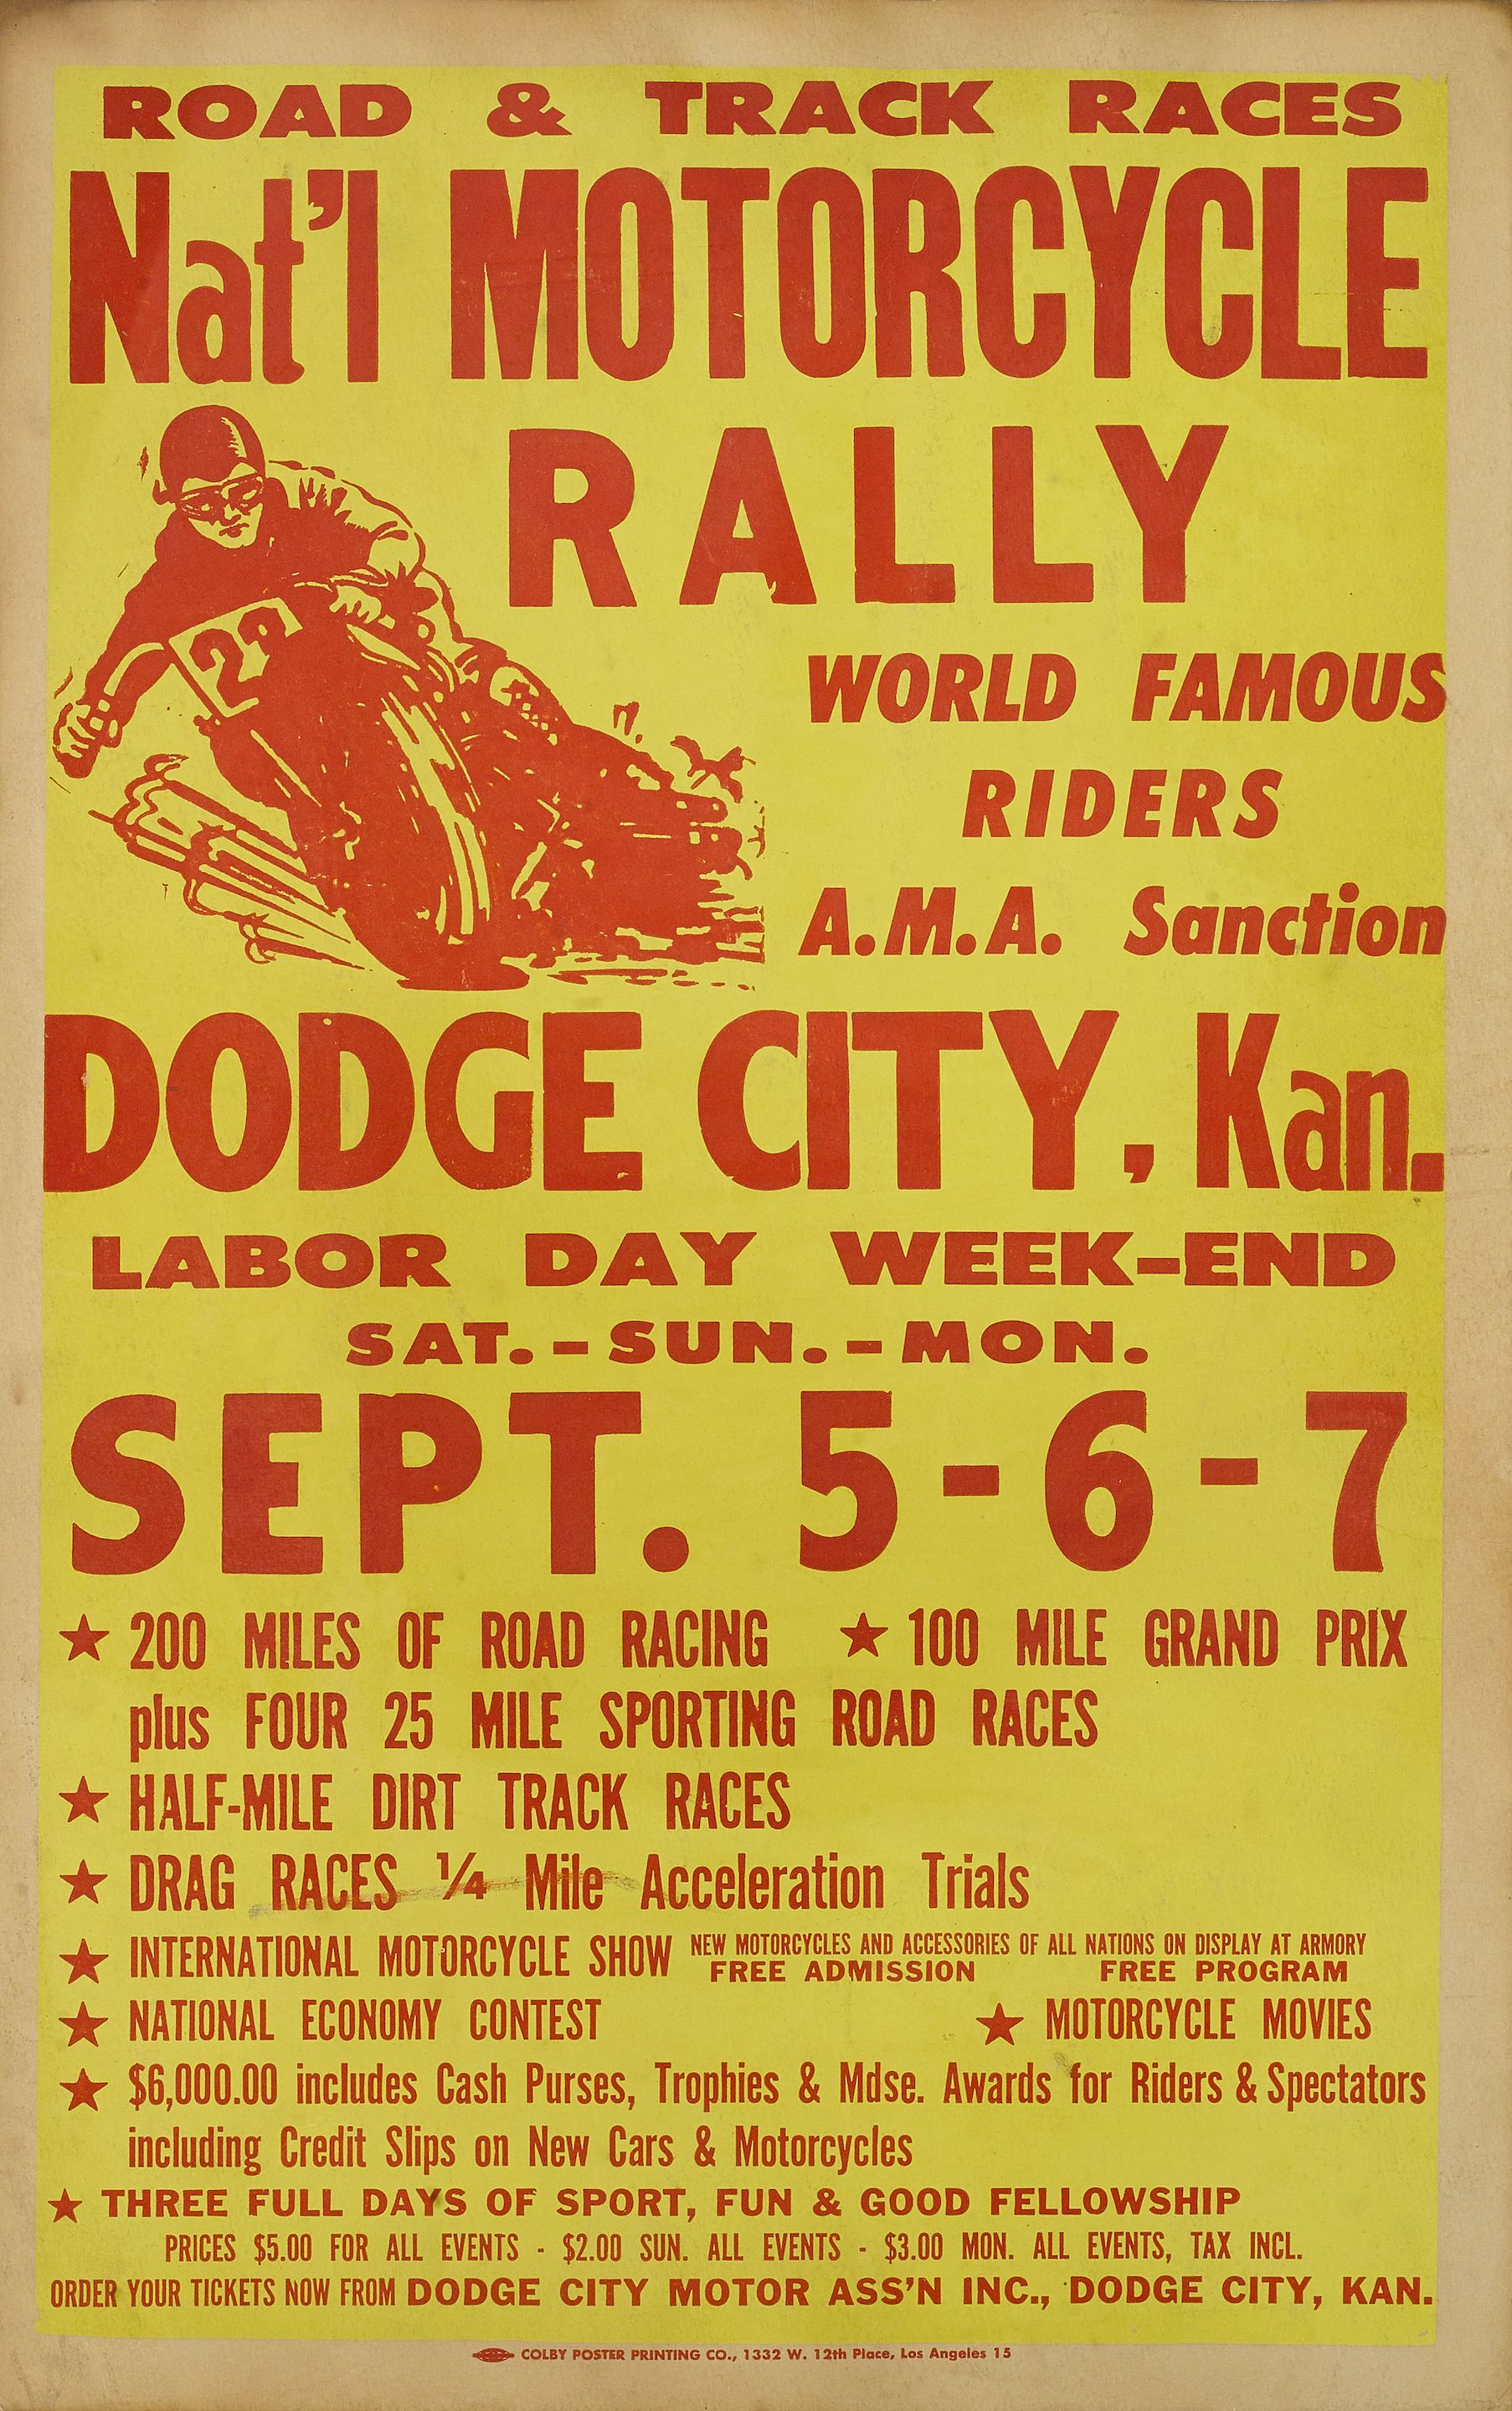 ROAD & TRACK RACES
Nat'l MOTORCYCLE
RALLY
WORLD FAMOUS
RIDERS
A.M.A. Sanction
DODGE CITY, Kan.
LABOR DAY WEEK-END
SAT.-SUN.-MON.
SEPT. 5-6-7
★ 200 MILES OF ROAD RACING ★ 100 MILE GRAND PRIX
plus FOUR 25 MILE SPORTING ROAD RACES
★ HALF-MILE DIRT TRACK RACES
★ DRAG RACES ¼ Mile Acceleration Trials
★ INTERNATIONAL MOTORCYCLE SHOW NEW MOTORCYCLES AND ACCESSORIES OF ALL NATIONS ON DISPLAY AT ARMORY
FREE ADMISSION FREE PROGRAM
★ NATIONAL ECONOMY CONTEST ★ MOTORCYCLE MOVIES
★ $6,000.00 includes Cash Purses, Trophies & Mdse. Awards for Riders & Spectators
including Credit Slips on New Cars & Motorcycles
★ THREE FULL DAYS OF SPORT, FUN & GOOD FELLOWSHIP
PRICES $5.00 FOR ALL EVENTS - $2.00 SUN. ALL EVENTS - $3.00 MON. ALL EVENTS, TAX INCL.
ORDER YOUR TICKETS NOW FROM DODGE CITY MOTOR ASS'N INC., DODGE CITY, KAN.
COLBY POSTER PRINTING CO., 1332 W. 12th Place, Los Angeles 15